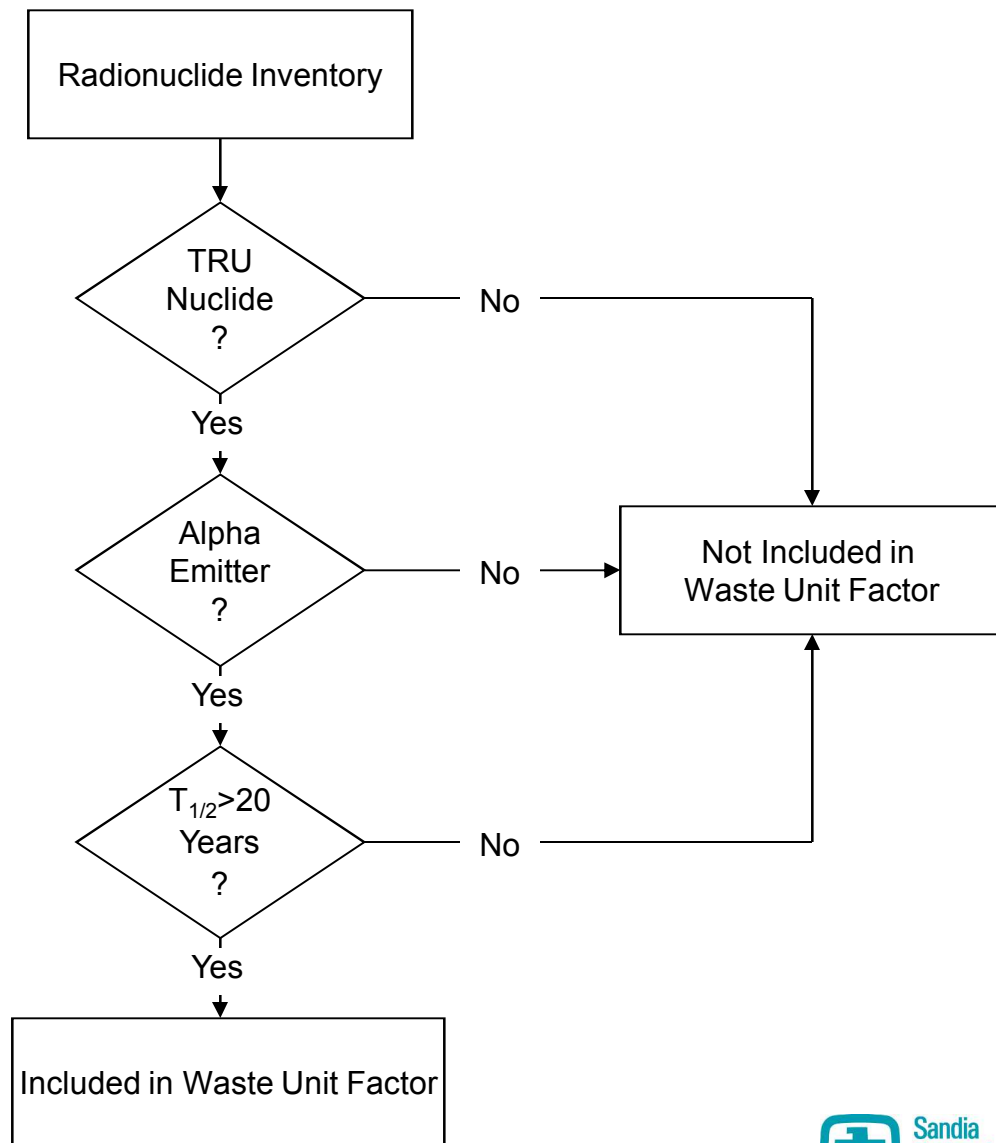 Radionuclide Inventory
TRU
Nuclide
?
No
Yes
Alpha
Emitter
?
No
Not Included in
Waste Unit Factor
Yes
T1/2>20
Years
?
No
Yes
Included in Waste Unit Factor
Sandia